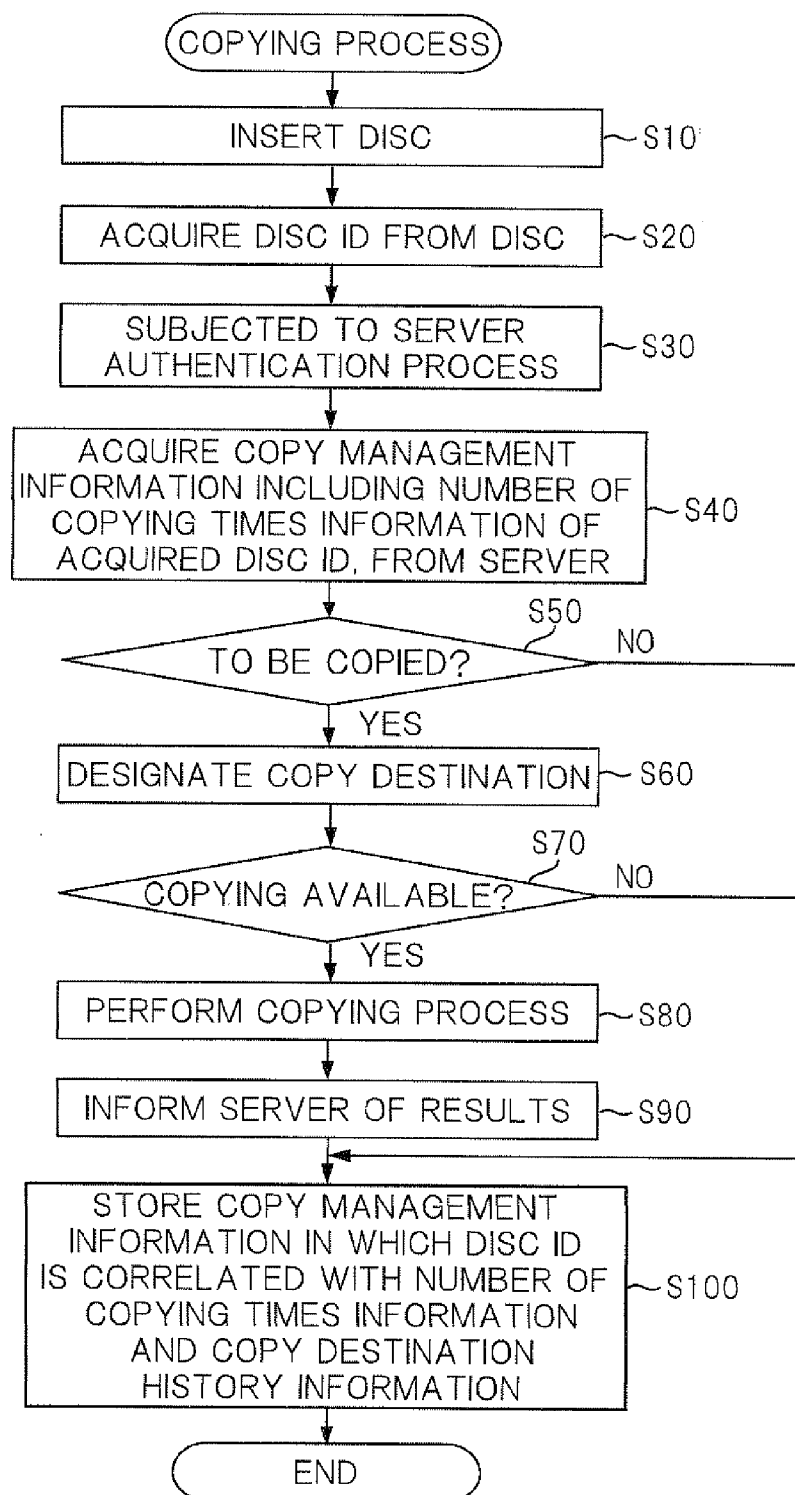 COPYING PROCESS
INSERT DISC
S10
ACQUIRE DISC ID FROM DISC
S20
SUBJECTED TO SERVER
AUTHENTICATION PROCESS
S30
ACQUIRE COPY MANAGEMENT
INFORMATION INCLUDING NUMBER OF
COPYING TIMES INFORMATION OF
ACQUIRED DISC ID, FROM SERVER
S40
S50
TO BE COPIED?
NO
YES
DESIGNATE COPY DESTINATION
S60
S70
COPYING AVAILABLE?
NO
YES
PERFORM COPYING PROCESS
S80
INFORM SERVER OF RESULTS
S90
STORE COPY MANAGEMENT
INFORMATION IN WHICH DISC ID
IS CORRELATED WITH NUMBER OF
COPYING TIMES INFORMATION
AND COPY DESTINATION
HISTORY INFORMATION
S100
END